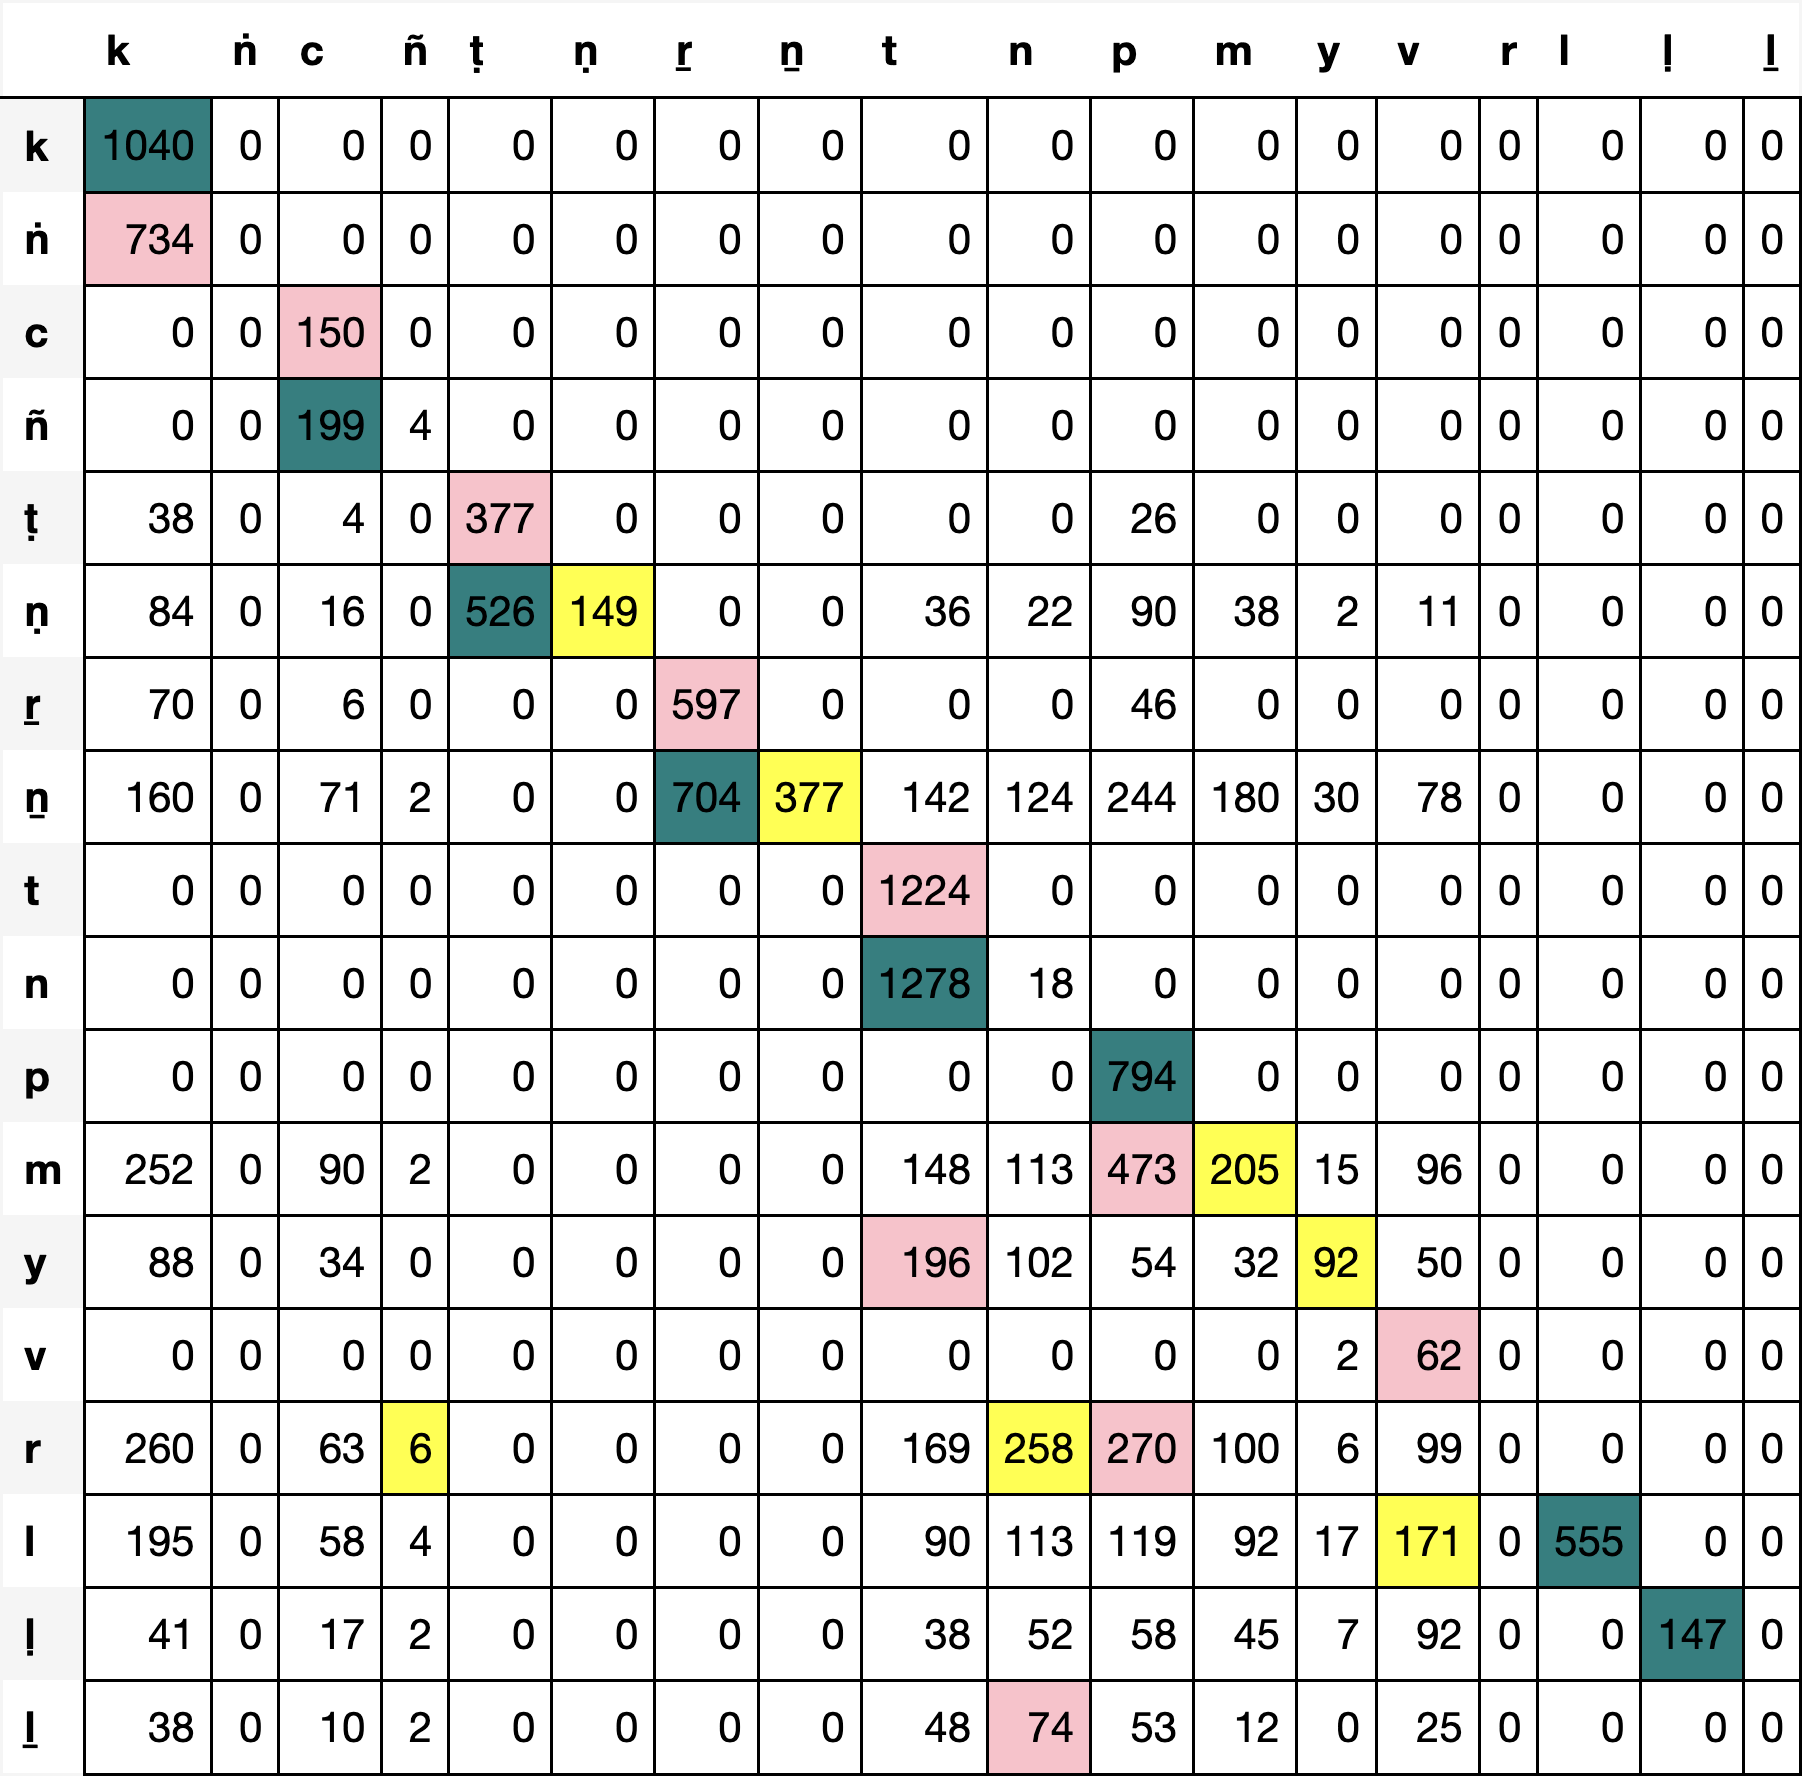 k ṅ c ñ ṭ ṇ ṟ ṉ t n p m y v r l ḷ ḻ
k 1040 0 0 0 0 0 0 0 0 0 0 0 0 0 0 0 0 0
ṅ 734 0 0 0 0 0 0 0 0 0 0 0 0 0 0 0 0 0
c 0 0 150 0 0 0 0 0 0 0 0 0 0 0 0 0 0 0
ñ 0 0 199 4 0 0 0 0 0 0 0 0 0 0 0 0 0 0
ṭ 38 0 4 0 377 0 0 0 0 0 26 0 0 0 0 0 0 0
ṇ 84 0 16 0 526 149 0 0 36 22 90 38 2 11 0 0 0 0
ṟ 70 0 6 0 0 0 597 0 0 0 46 0 0 0 0 0 0 0
ṉ 160 0 71 2 0 0 704 377 142 124 244 180 30 78 0 0 0 0
t 0 0 0 0 0 0 0 0 1224 0 0 0 0 0 0 0 0 0
n 0 0 0 0 0 0 0 0 1278 18 0 0 0 0 0 0 0 0
p 0 0 0 0 0 0 0 0 0 0 794 0 0 0 0 0 0 0
m 252 0 90 2 0 0 0 0 148 113 473 205 15 96 0 0 0 0
y 88 0 34 0 0 0 0 0 196 102 54 32 92 50 0 0 0 0
v 0 0 0 0 0 0 0 0 0 0 0 0 2 62 0 0 0 0
r 260 0 63 6 0 0 0 0 169 258 270 100 6 99 0 0 0 0
l 195 0 58 4 0 0 0 0 90 113 119 92 17 171 0 555 0 0
ḷ 41 0 17 2 0 0 0 0 38 52 58 45 7 92 0 0 147 0
ḻ 38 0 10 2 0 0 0 0 48 74 53 12 0 25 0 0 0 0